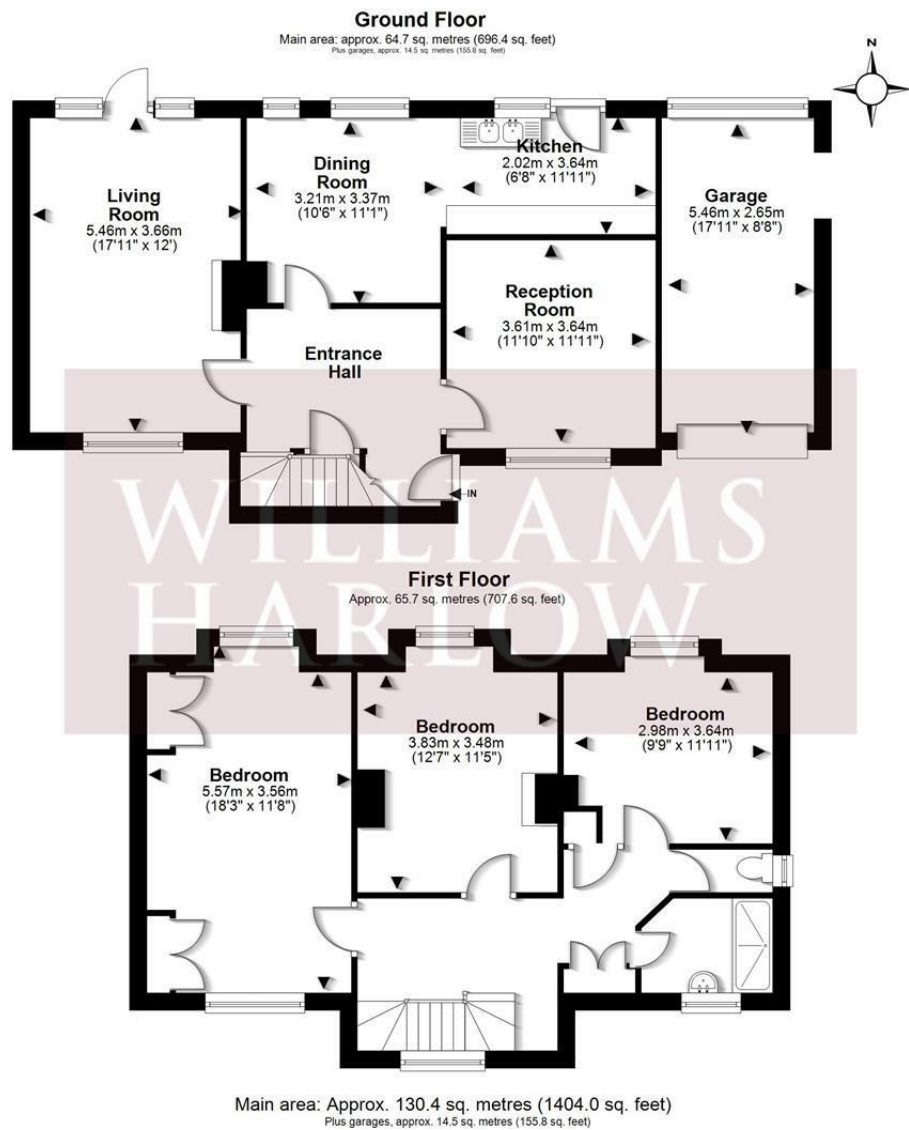 Ground Floor
Main area: approx. 64.7 sq. metres (696.4 sq. feet)
Plus garages, approx. 14.5 sq. metres (155.8 sq. feet)
N
Living
Room
5.46m x 3.66m
(17'11" x 12')
Dining
Room
3.21m x 3.37m
(10'6" x 11'1")
Kitchen
2.02m x 3.64m
(6'8" x 11'11")
Garage
5.46m x 2.65m
(17'11" x 8'8")
Reception
Room
3.61m x 3.64m
(11'10" x 11'11")
Entrance
Hall
IN
WILLIAMS
HARLOW
First Floor
Approx. 65.7 sq. metres (707.6 sq. feet)
Bedroom
5.57m x 3.56m
(18'3" x 11'8")
Bedroom
3.83m x 3.48m
(12'7" x 11'5")
Bedroom
2.98m x 3.64m
(9'9" x 11'11")
Main area: Approx. 130.4 sq. metres (1404.0 sq. feet)
Plus garages, approx. 14.5 sq. metres (155.8 sq. feet)